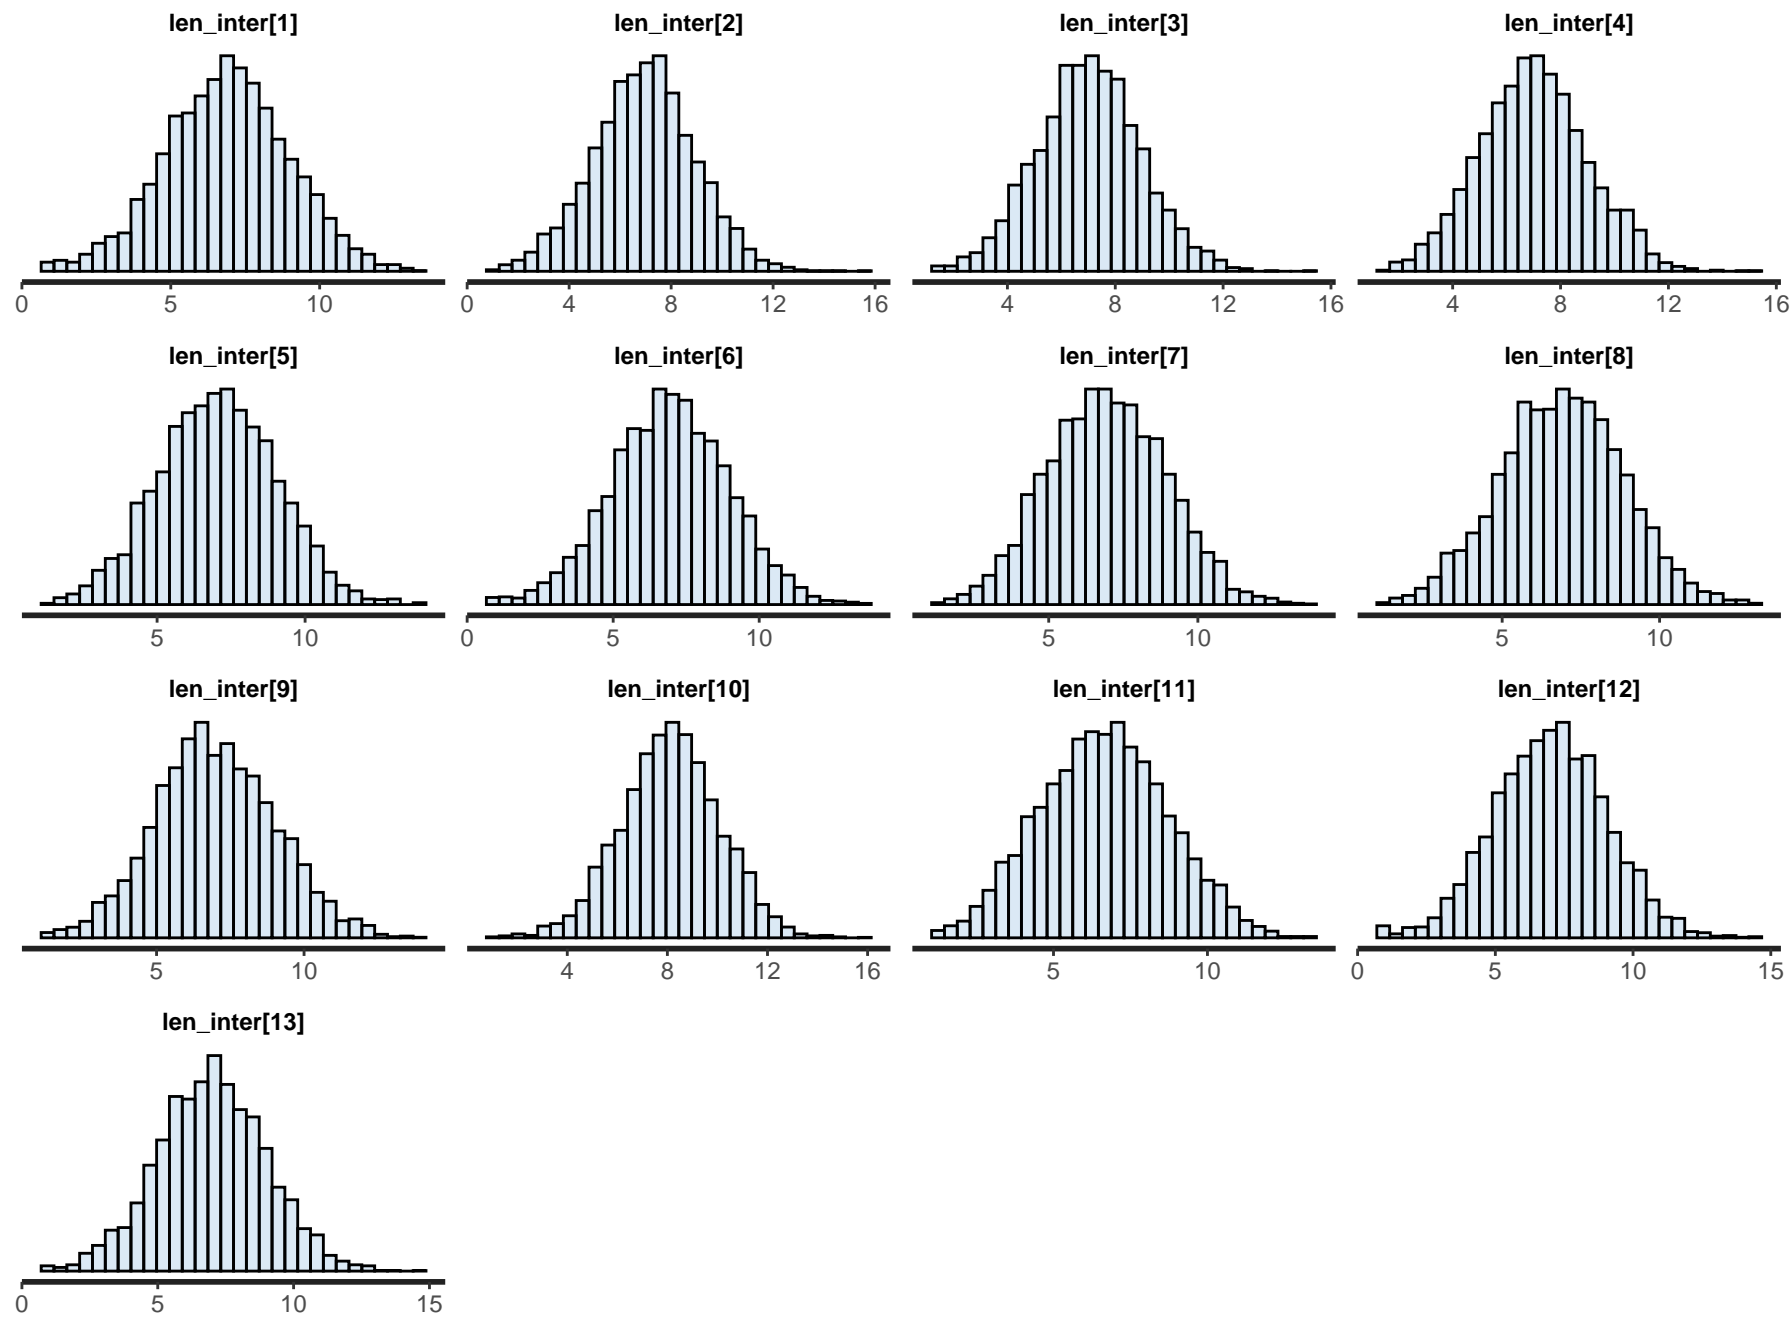 len_inter[1] len_inter[2] len_inter[3] len_inter[4]
0 5 10 0 4 8 12 16 4 8 12 16 4 8 12 16
len_inter[5] len_inter[6] len_inter[7] len_inter[8]
5 10 0 5 10 5 10 5 10
len_inter[9] len_inter[10] len_inter[11] len_inter[12]
5 10 4 8 12 16 5 10 0 5 10 15
len_inter[13]
0 5 10 15